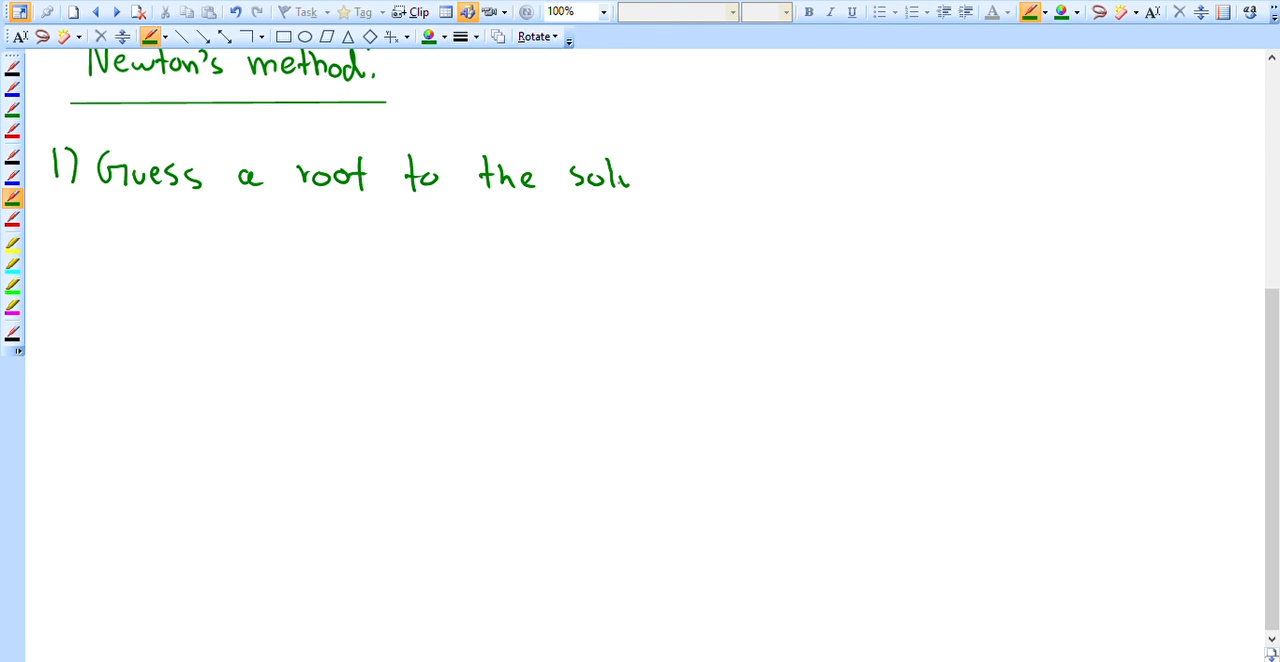 Task Tag Clip 100% B I U A
Rotate
Newton's method:
1) Guess a root to the solu